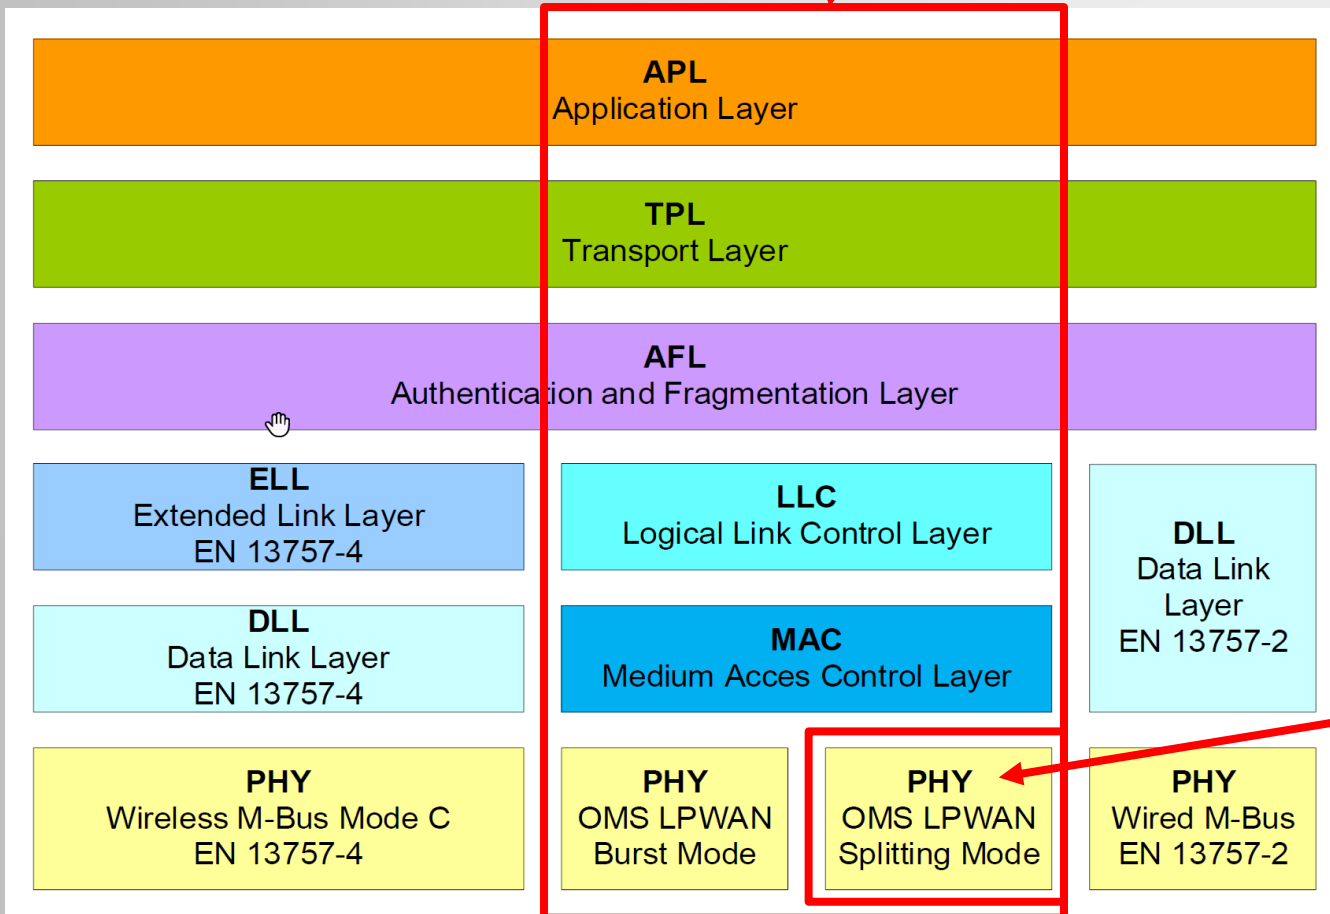 APL
Application Layer
TPL
Transport Layer
AFL
Authentication and Fragmentation Layer
ELL
Extended Link Layer
EN 13757-4
LLC
Logical Link Control Layer
DLL
Data Link
Layer
EN 13757-2
DLL
Data Link Layer
EN 13757-4
MAC
Medium Acces Control Layer
PHY
Wireless M-Bus Mode C
EN 13757-4
PHY
OMS LPWAN
Burst Mode
PHY
OMS LPWAN
Splitting Mode
PHY
Wired M-Bus
EN 13757-2